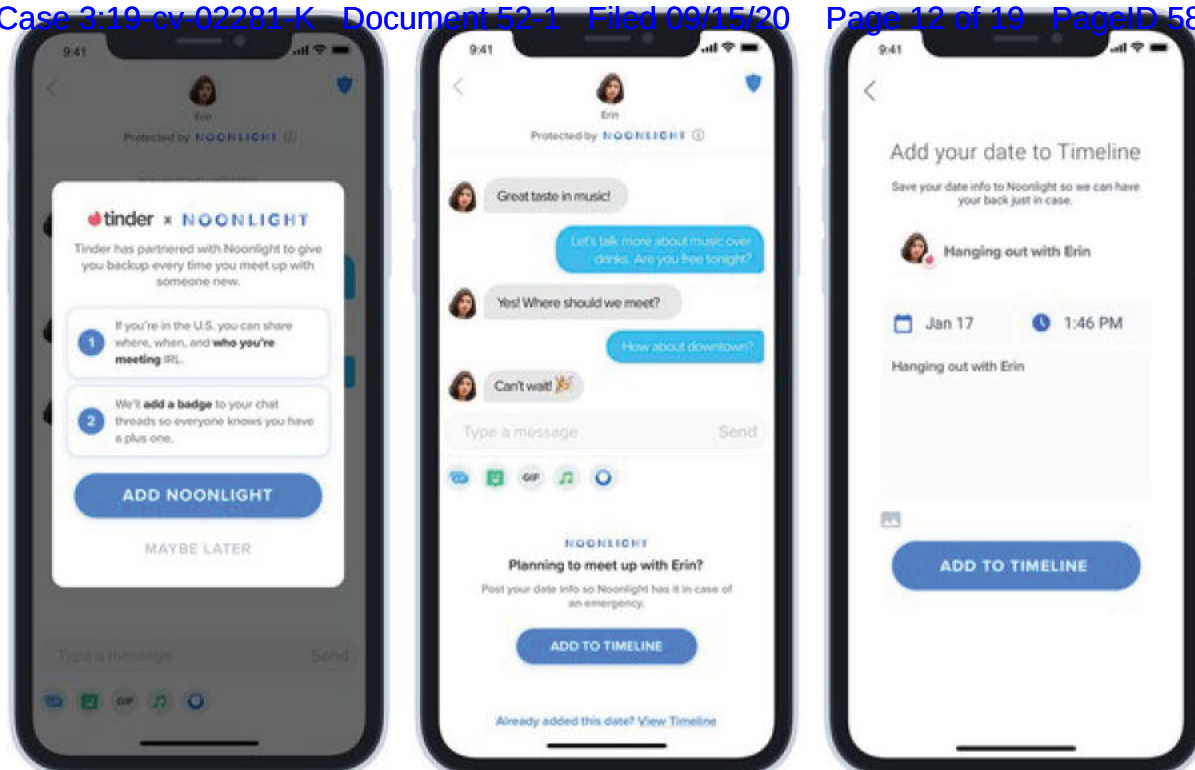 Case 3:19-cv-02281-K Document 52-1 Filed 09/15/20 Page 12 of 19 PageID 58
9:41
Erin
Protected by NOONLIGHT
tinder × NOONLIGHT
Tinder has partnered with Noonlight to give
you backup every time you meet up with
someone new.
1
If you're in the U.S. you can share
where, when, and who you're
meeting IRL.
2
We'll add a badge to your chat
threads so everyone knows you have
a plus one.
ADD NOONLIGHT
MAYBE LATER
Type a message Send
GIF
9:41
Erin
Protected by NOONLIGHT
Great taste in music!
Let's talk more about music over
drinks. Are you free tonight?
Yes! Where should we meet?
How about downtown?
Can't wait! 🎉
Type a message Send
GIF
NOONLIGHT
Planning to meet up with Erin?
Post your date info so Noonlight has it in case of
an emergency.
ADD TO TIMELINE
Already added this date? View Timeline
9:41
Add your date to Timeline
Save your date info to Noonlight so we can have
your back just in case.
Hanging out with Erin
Jan 17 1:46 PM
Hanging out with Erin
ADD TO TIMELINE